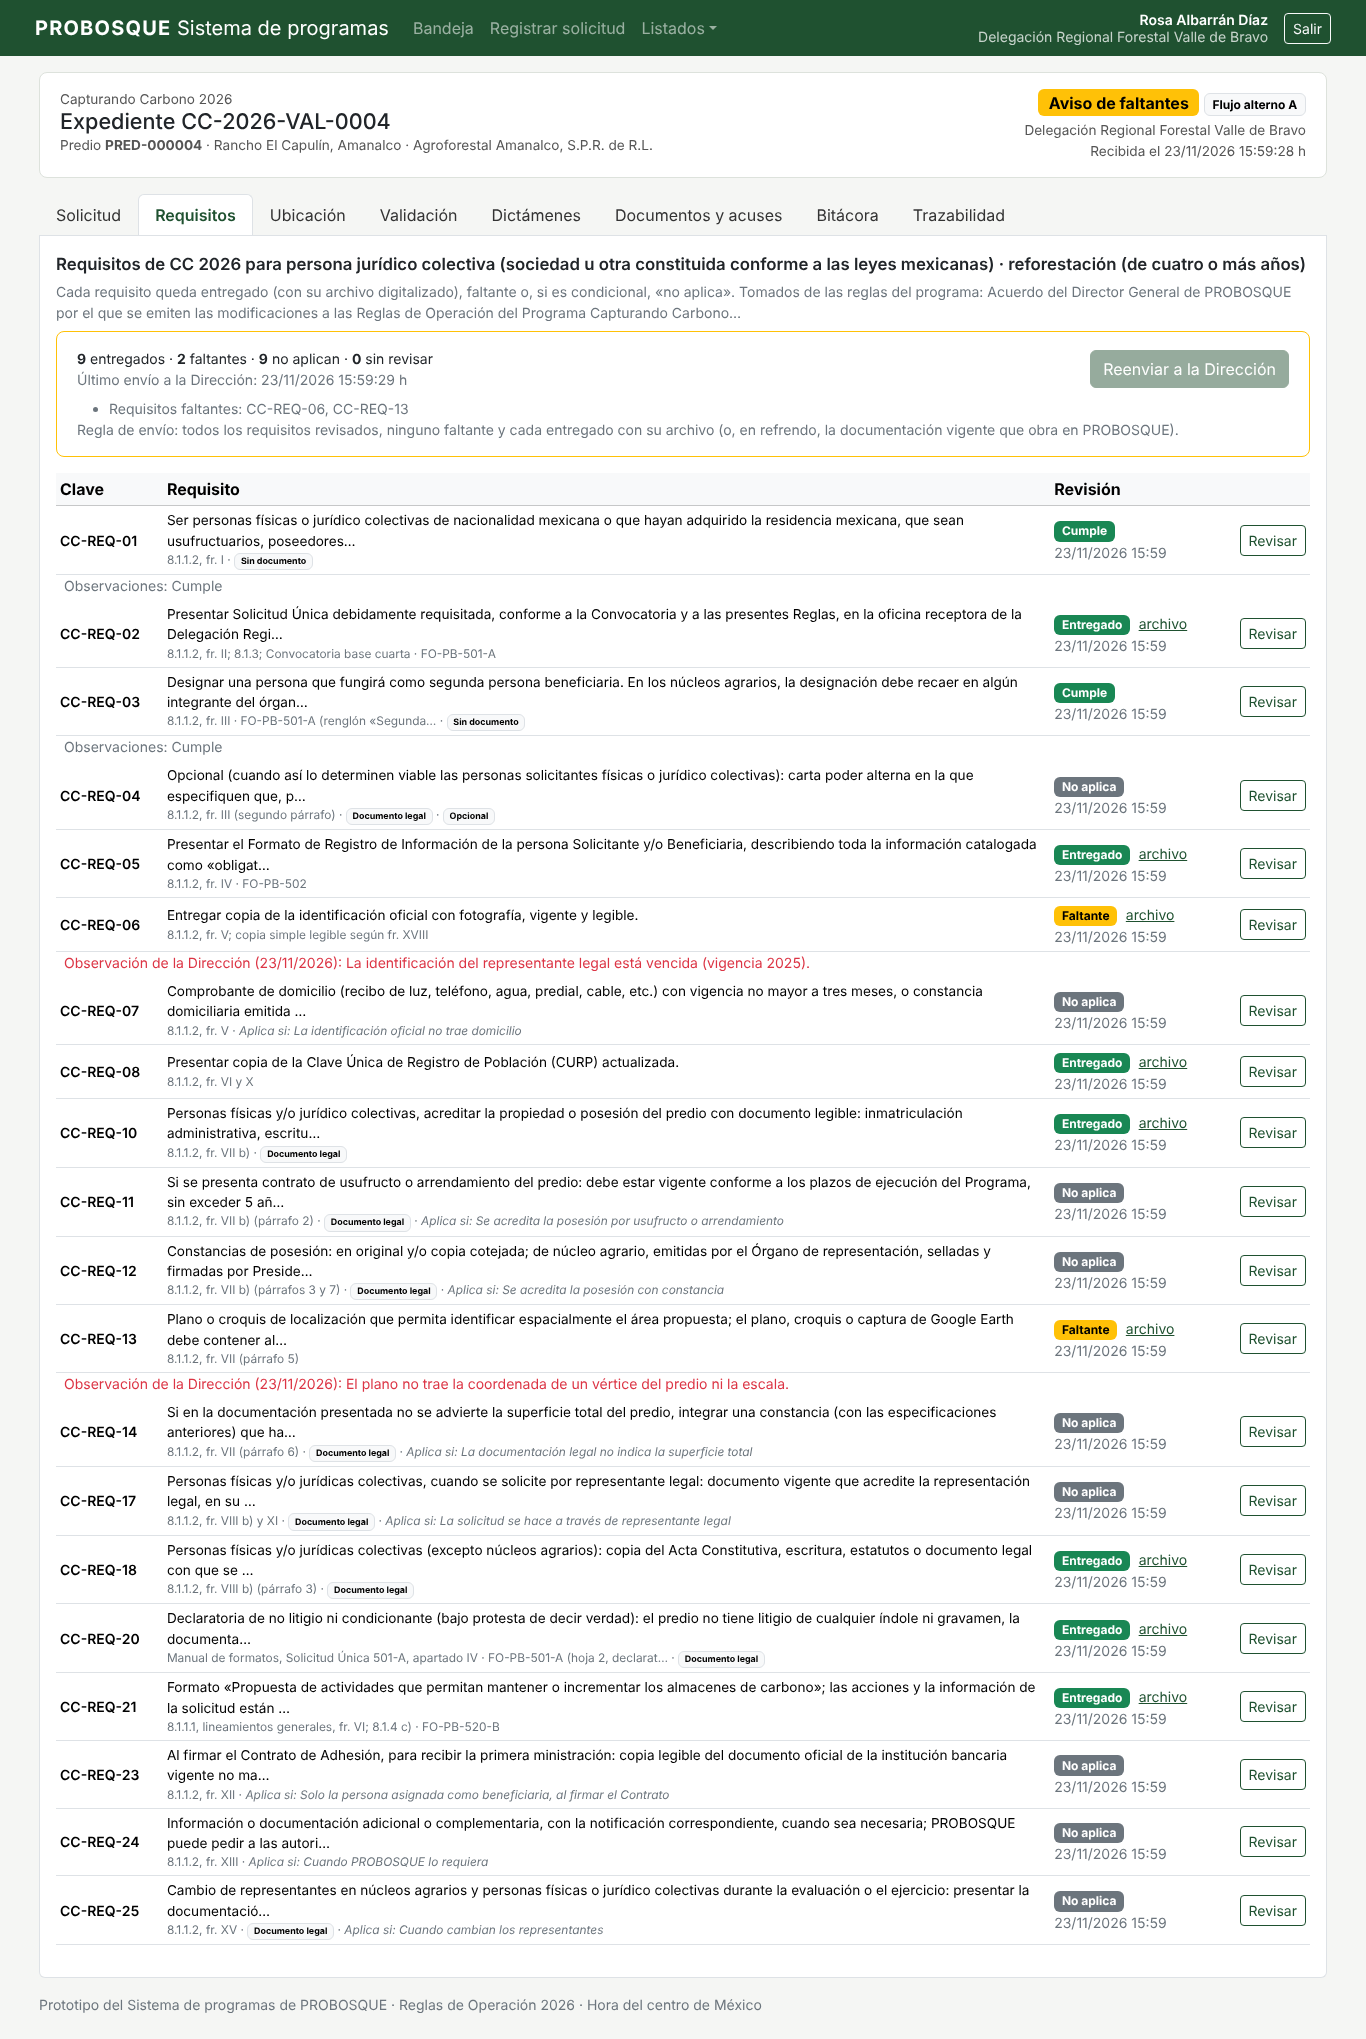 PROBOSQUE Sistema de programas
Bandeja
Registrar solicitud
Listados
Rosa Albarrán Díaz
Delegación Regional Forestal Valle de Bravo
Salir
Capturando Carbono 2026
Expediente CC-2026-VAL-0004
Predio PRED-000004 · Rancho El Capulín, Amanalco · Agroforestal Amanalco, S.P.R. de R.L.
Aviso de faltantes
Flujo alterno A
Delegación Regional Forestal Valle de Bravo
Recibida el 23/11/2026 15:59:28 h
Solicitud
Requisitos
Ubicación
Validación
Dictámenes
Documentos y acuses
Bitácora
Trazabilidad
Requisitos de CC 2026 para persona jurídico colectiva (sociedad u otra constituida conforme a las leyes mexicanas) · reforestación (de cuatro o más años)
Cada requisito queda entregado (con su archivo digitalizado), faltante o, si es condicional, «no aplica». Tomados de las reglas del programa: Acuerdo del Director General de PROBOSQUE
por el que se emiten las modificaciones a las Reglas de Operación del Programa Capturando Carbono...
9 entregados · 2 faltantes · 9 no aplican · 0 sin revisar
Último envío a la Dirección: 23/11/2026 15:59:29 h
Reenviar a la Dirección
• Requisitos faltantes: CC-REQ-06, CC-REQ-13
Regla de envío: todos los requisitos revisados, ninguno faltante y cada entregado con su archivo (o, en refrendo, la documentación vigente que obra en PROBOSQUE).
Clave Requisito Revisión
CC-REQ-01
Ser personas físicas o jurídico colectivas de nacionalidad mexicana o que hayan adquirido la residencia mexicana, que sean
usufructuarios, poseedores...
8.1.1.2, fr. I · Sin documento
Cumple
23/11/2026 15:59
Revisar
Observaciones: Cumple
CC-REQ-02
Presentar Solicitud Única debidamente requisitada, conforme a la Convocatoria y a las presentes Reglas, en la oficina receptora de la
Delegación Regi...
8.1.1.2, fr. II; 8.1.3; Convocatoria base cuarta · FO-PB-501-A
Entregado archivo
23/11/2026 15:59
Revisar
CC-REQ-03
Designar una persona que fungirá como segunda persona beneficiaria. En los núcleos agrarios, la designación debe recaer en algún
integrante del órgan...
8.1.1.2, fr. III · FO-PB-501-A (renglón «Segunda... · Sin documento
Cumple
23/11/2026 15:59
Revisar
Observaciones: Cumple
CC-REQ-04
Opcional (cuando así lo determinen viable las personas solicitantes físicas o jurídico colectivas): carta poder alterna en la que
especifiquen que, p...
8.1.1.2, fr. III (segundo párrafo) · Documento legal · Opcional
No aplica
23/11/2026 15:59
Revisar
CC-REQ-05
Presentar el Formato de Registro de Información de la persona Solicitante y/o Beneficiaria, describiendo toda la información catalogada
como «obligat...
8.1.1.2, fr. IV · FO-PB-502
Entregado archivo
23/11/2026 15:59
Revisar
CC-REQ-06
Entregar copia de la identificación oficial con fotografía, vigente y legible.
8.1.1.2, fr. V; copia simple legible según fr. XVIII
Faltante archivo
23/11/2026 15:59
Revisar
Observación de la Dirección (23/11/2026): La identificación del representante legal está vencida (vigencia 2025).
CC-REQ-07
Comprobante de domicilio (recibo de luz, teléfono, agua, predial, cable, etc.) con vigencia no mayor a tres meses, o constancia
domiciliaria emitida ...
8.1.1.2, fr. V · Aplica si: La identificación oficial no trae domicilio
No aplica
23/11/2026 15:59
Revisar
CC-REQ-08
Presentar copia de la Clave Única de Registro de Población (CURP) actualizada.
8.1.1.2, fr. VI y X
Entregado archivo
23/11/2026 15:59
Revisar
CC-REQ-10
Personas físicas y/o jurídico colectivas, acreditar la propiedad o posesión del predio con documento legible: inmatriculación
administrativa, escritu...
8.1.1.2, fr. VII b) · Documento legal
Entregado archivo
23/11/2026 15:59
Revisar
CC-REQ-11
Si se presenta contrato de usufructo o arrendamiento del predio: debe estar vigente conforme a los plazos de ejecución del Programa,
sin exceder 5 añ...
8.1.1.2, fr. VII b) (párrafo 2) · Documento legal · Aplica si: Se acredita la posesión por usufructo o arrendamiento
No aplica
23/11/2026 15:59
Revisar
CC-REQ-12
Constancias de posesión: en original y/o copia cotejada; de núcleo agrario, emitidas por el Órgano de representación, selladas y
firmadas por Preside...
8.1.1.2, fr. VII b) (párrafos 3 y 7) · Documento legal · Aplica si: Se acredita la posesión con constancia
No aplica
23/11/2026 15:59
Revisar
CC-REQ-13
Plano o croquis de localización que permita identificar espacialmente el área propuesta; el plano, croquis o captura de Google Earth
debe contener al...
8.1.1.2, fr. VII (párrafo 5)
Faltante archivo
23/11/2026 15:59
Revisar
Observación de la Dirección (23/11/2026): El plano no trae la coordenada de un vértice del predio ni la escala.
CC-REQ-14
Si en la documentación presentada no se advierte la superficie total del predio, integrar una constancia (con las especificaciones
anteriores) que ha...
8.1.1.2, fr. VII (párrafo 6) · Documento legal · Aplica si: La documentación legal no indica la superficie total
No aplica
23/11/2026 15:59
Revisar
CC-REQ-17
Personas físicas y/o jurídicas colectivas, cuando se solicite por representante legal: documento vigente que acredite la representación
legal, en su ...
8.1.1.2, fr. VIII b) y XI · Documento legal · Aplica si: La solicitud se hace a través de representante legal
No aplica
23/11/2026 15:59
Revisar
CC-REQ-18
Personas físicas y/o jurídicas colectivas (excepto núcleos agrarios): copia del Acta Constitutiva, escritura, estatutos o documento legal
con que se ...
8.1.1.2, fr. VIII b) (párrafo 3) · Documento legal
Entregado archivo
23/11/2026 15:59
Revisar
CC-REQ-20
Declaratoria de no litigio ni condicionante (bajo protesta de decir verdad): el predio no tiene litigio de cualquier índole ni gravamen, la
documenta...
Manual de formatos, Solicitud Única 501-A, apartado IV · FO-PB-501-A (hoja 2, declarat... · Documento legal
Entregado archivo
23/11/2026 15:59
Revisar
CC-REQ-21
Formato «Propuesta de actividades que permitan mantener o incrementar los almacenes de carbono»; las acciones y la información de
la solicitud están ...
8.1.1.1, lineamientos generales, fr. VI; 8.1.4 c) · FO-PB-520-B
Entregado archivo
23/11/2026 15:59
Revisar
CC-REQ-23
Al firmar el Contrato de Adhesión, para recibir la primera ministración: copia legible del documento oficial de la institución bancaria
vigente no ma...
8.1.1.2, fr. XII · Aplica si: Solo la persona asignada como beneficiaria, al firmar el Contrato
No aplica
23/11/2026 15:59
Revisar
CC-REQ-24
Información o documentación adicional o complementaria, con la notificación correspondiente, cuando sea necesaria; PROBOSQUE
puede pedir a las autori...
8.1.1.2, fr. XIII · Aplica si: Cuando PROBOSQUE lo requiera
No aplica
23/11/2026 15:59
Revisar
CC-REQ-25
Cambio de representantes en núcleos agrarios y personas físicas o jurídico colectivas durante la evaluación o el ejercicio: presentar la
documentació...
8.1.1.2, fr. XV · Documento legal · Aplica si: Cuando cambian los representantes
No aplica
23/11/2026 15:59
Revisar
Prototipo del Sistema de programas de PROBOSQUE · Reglas de Operación 2026 · Hora del centro de México